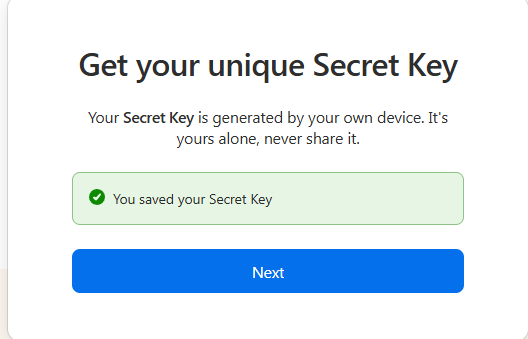 Get your unique Secret Key
Your Secret Key is generated by your own device. It's
yours alone, never share it.
You saved your Secret Key
Next